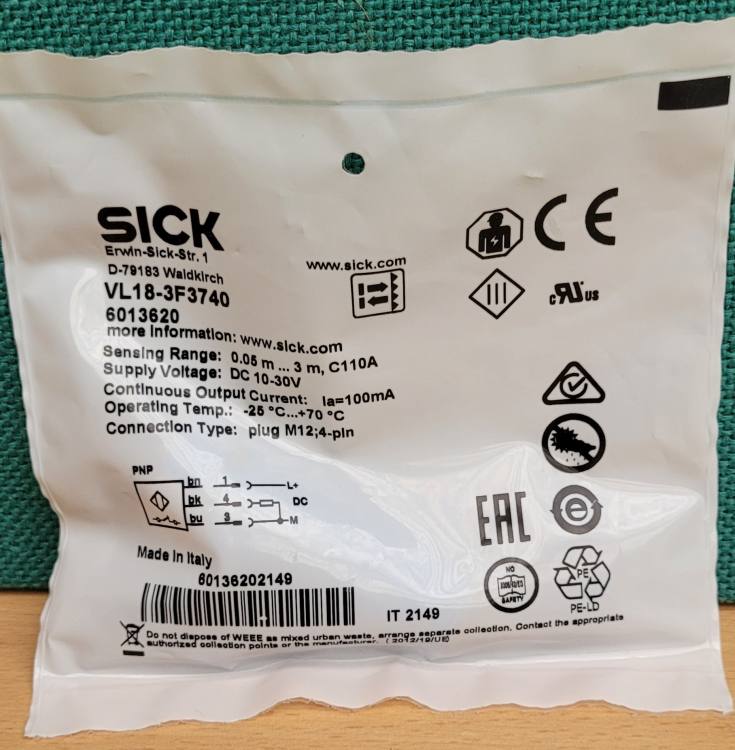 SICK
Erwin-Sick-Str. 1
D-79183 Waldkirch
VL18-3F3740
6013620
more Information: www.sick.com
Sensing Range: 0.05 m ... 3 m, C110A
Supply Voltage: DC 10-30V
Continuous Output Current: Ia=100mA
Operating Temp.: -25 °C...+70 °C
Connection Type: plug M12;4-pin
www.sick.com
CE
III
cRUus
PNP
bn 1 L+
bk 4 DC
bu 3 M
EAC
e
NO
SAFETY
PE
PE-LD
Made in Italy
60136202149
IT 2149
Do not dispose of WEEE as mixed urban waste, arrange separate collection. Contact the appropriate
authorized collection points or the manufacturer. (2012/19/UE)